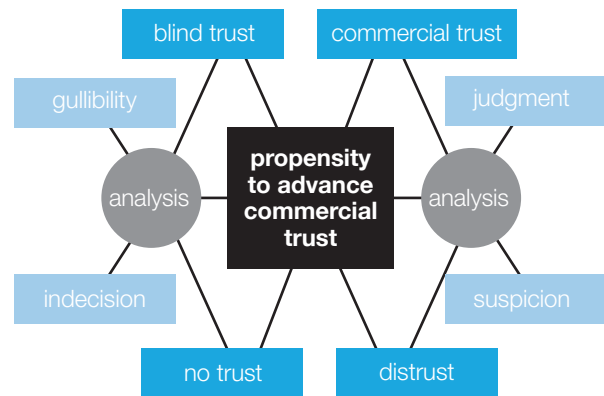 blind trust
commercial trust
gullibility
judgment
propensity
to advance
commercial
trust
analysis
analysis
indecision
suspicion
no trust
distrust